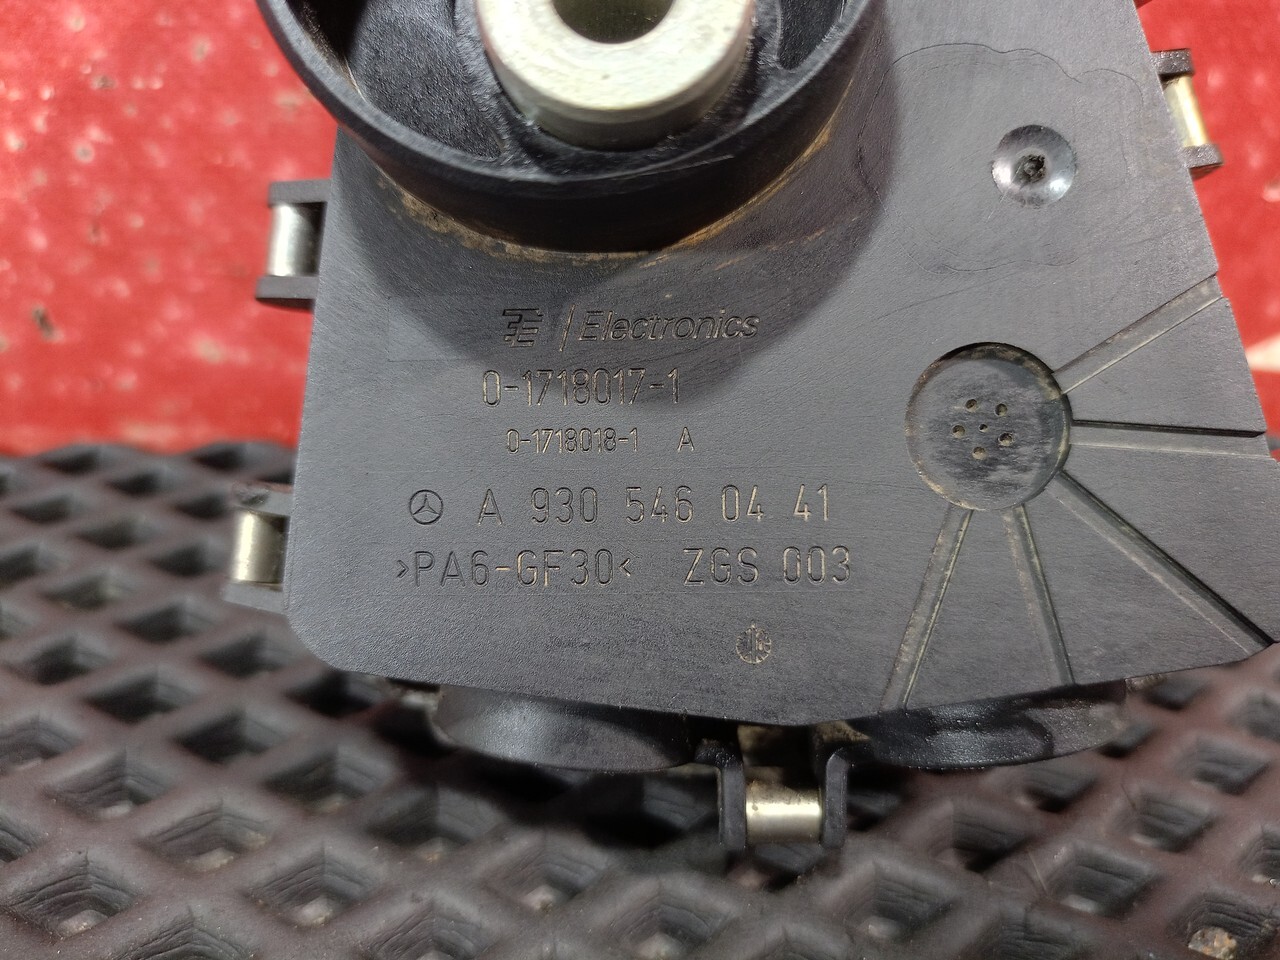 Electronics
0-1718017-1
0-1718018-1 A
A 930 546 04 41
>PA6-GF30< ZGS 003